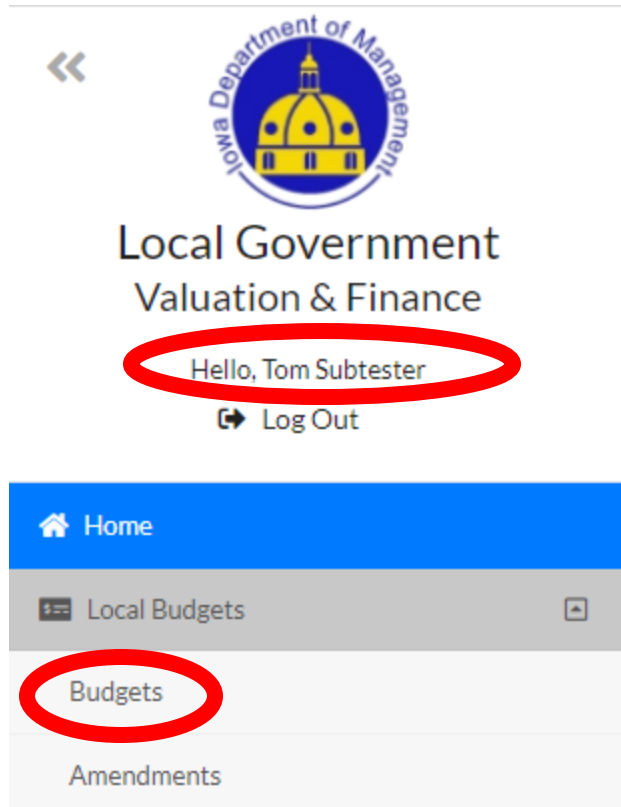 Iowa Department of Management
Local Government
Valuation & Finance
Hello, Tom Subtester
Log Out
Home
Local Budgets
Budgets
Amendments